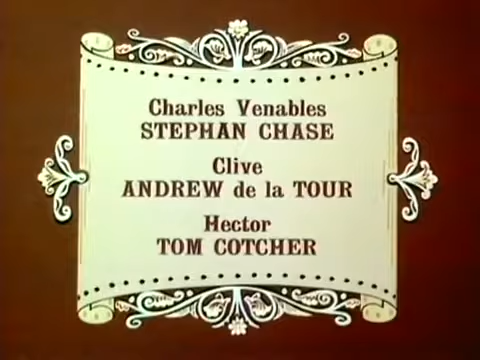 Charles Venables
STEPHAN CHASE
Clive
ANDREW de la TOUR
Hector
TOM COTCHER